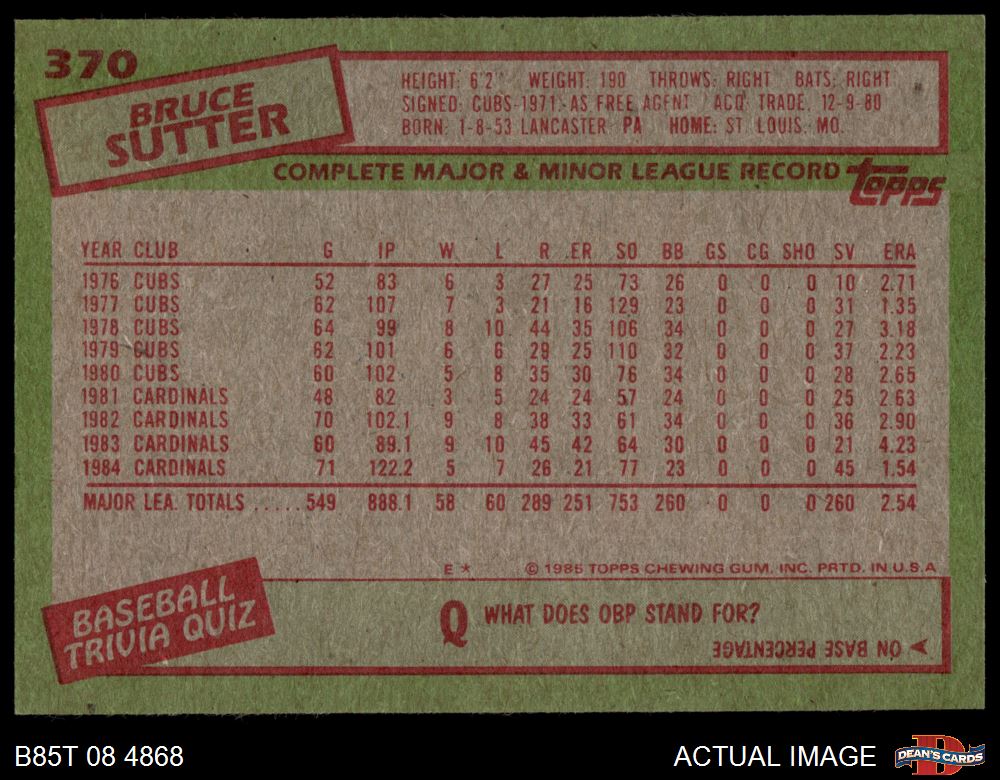 370
BRUCE
SUTTER
HEIGHT: 6'2" WEIGHT: 190 THROWS: RIGHT BATS: RIGHT
SIGNED: CUBS-1971-AS FREE AGENT ACQ: TRADE, 12-9-80
BORN: 1-8-53 LANCASTER, PA HOME: ST. LOUIS, MO.
COMPLETE MAJOR & MINOR LEAGUE RECORD topps
YEAR CLUB G IP W L R ER SO BB GS CG SHO SV ERA
1976 CUBS 52 83 6 3 27 25 73 26 0 0 0 10 2.71
1977 CUBS 62 107 7 3 21 16 129 23 0 0 0 31 1.35
1978 CUBS 64 99 8 10 44 35 106 34 0 0 0 27 3.18
1979 CUBS 62 101 6 6 29 25 110 32 0 0 0 37 2.23
1980 CUBS 60 102 5 8 35 30 76 34 0 0 0 28 2.65
1981 CARDINALS 48 82 3 5 24 24 57 24 0 0 0 25 2.63
1982 CARDINALS 70 102.1 9 8 38 33 61 34 0 0 0 36 2.90
1983 CARDINALS 60 89.1 9 10 45 42 64 30 0 0 0 21 4.23
1984 CARDINALS 71 122.2 5 7 26 21 77 23 0 0 0 45 1.54
MAJOR LEA. TOTALS ..... 549 888.1 58 60 289 251 753 260 0 0 0 260 2.54
E * © 1985 TOPPS CHEWING GUM, INC. PRTD. IN U.S.A
BASEBALL
TRIVIA QUIZ
Q WHAT DOES OBP STAND FOR?
ON BASE PERCENTAGE
B85T 08 4868
ACTUAL IMAGE
DEAN'S CARDS